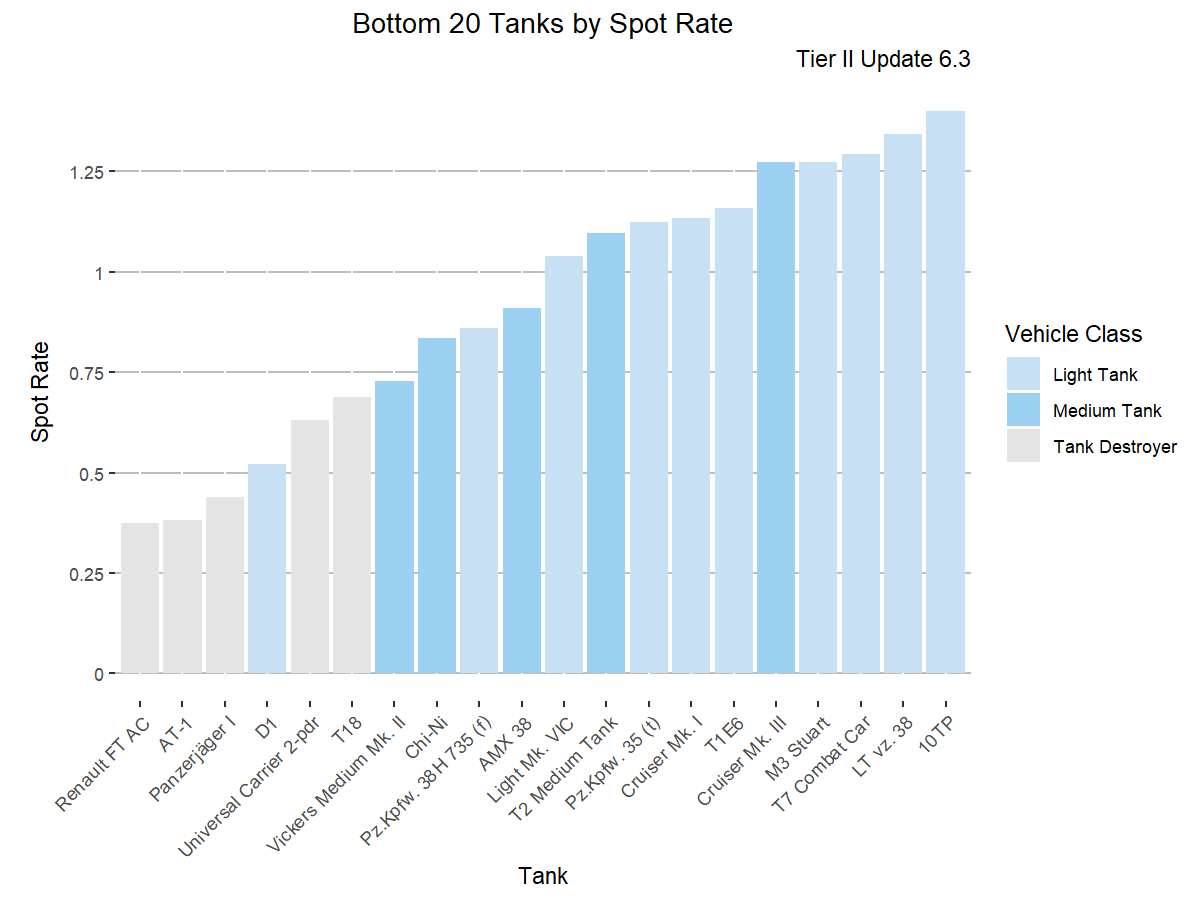 Bottom 20 Tanks by Spot Rate
Tier II Update 6.3
Spot Rate
1.25
1
0.75
0.5
0.25
0
Renault FT AC
AT-1
Panzerjäger I
D1
Universal Carrier 2-pdr
T18
Vickers Medium Mk. II
Chi-Ni
Pz.Kpfw. 38H 735 (f)
AMX 38
Light Mk. VIC
T2 Medium Tank
Pz.Kpfw. 35 (t)
Cruiser Mk. I
T1E6
Cruiser Mk. III
M3 Stuart
T7 Combat Car
LT vz. 38
10TP
Tank
Vehicle Class
Light Tank
Medium Tank
Tank Destroyer